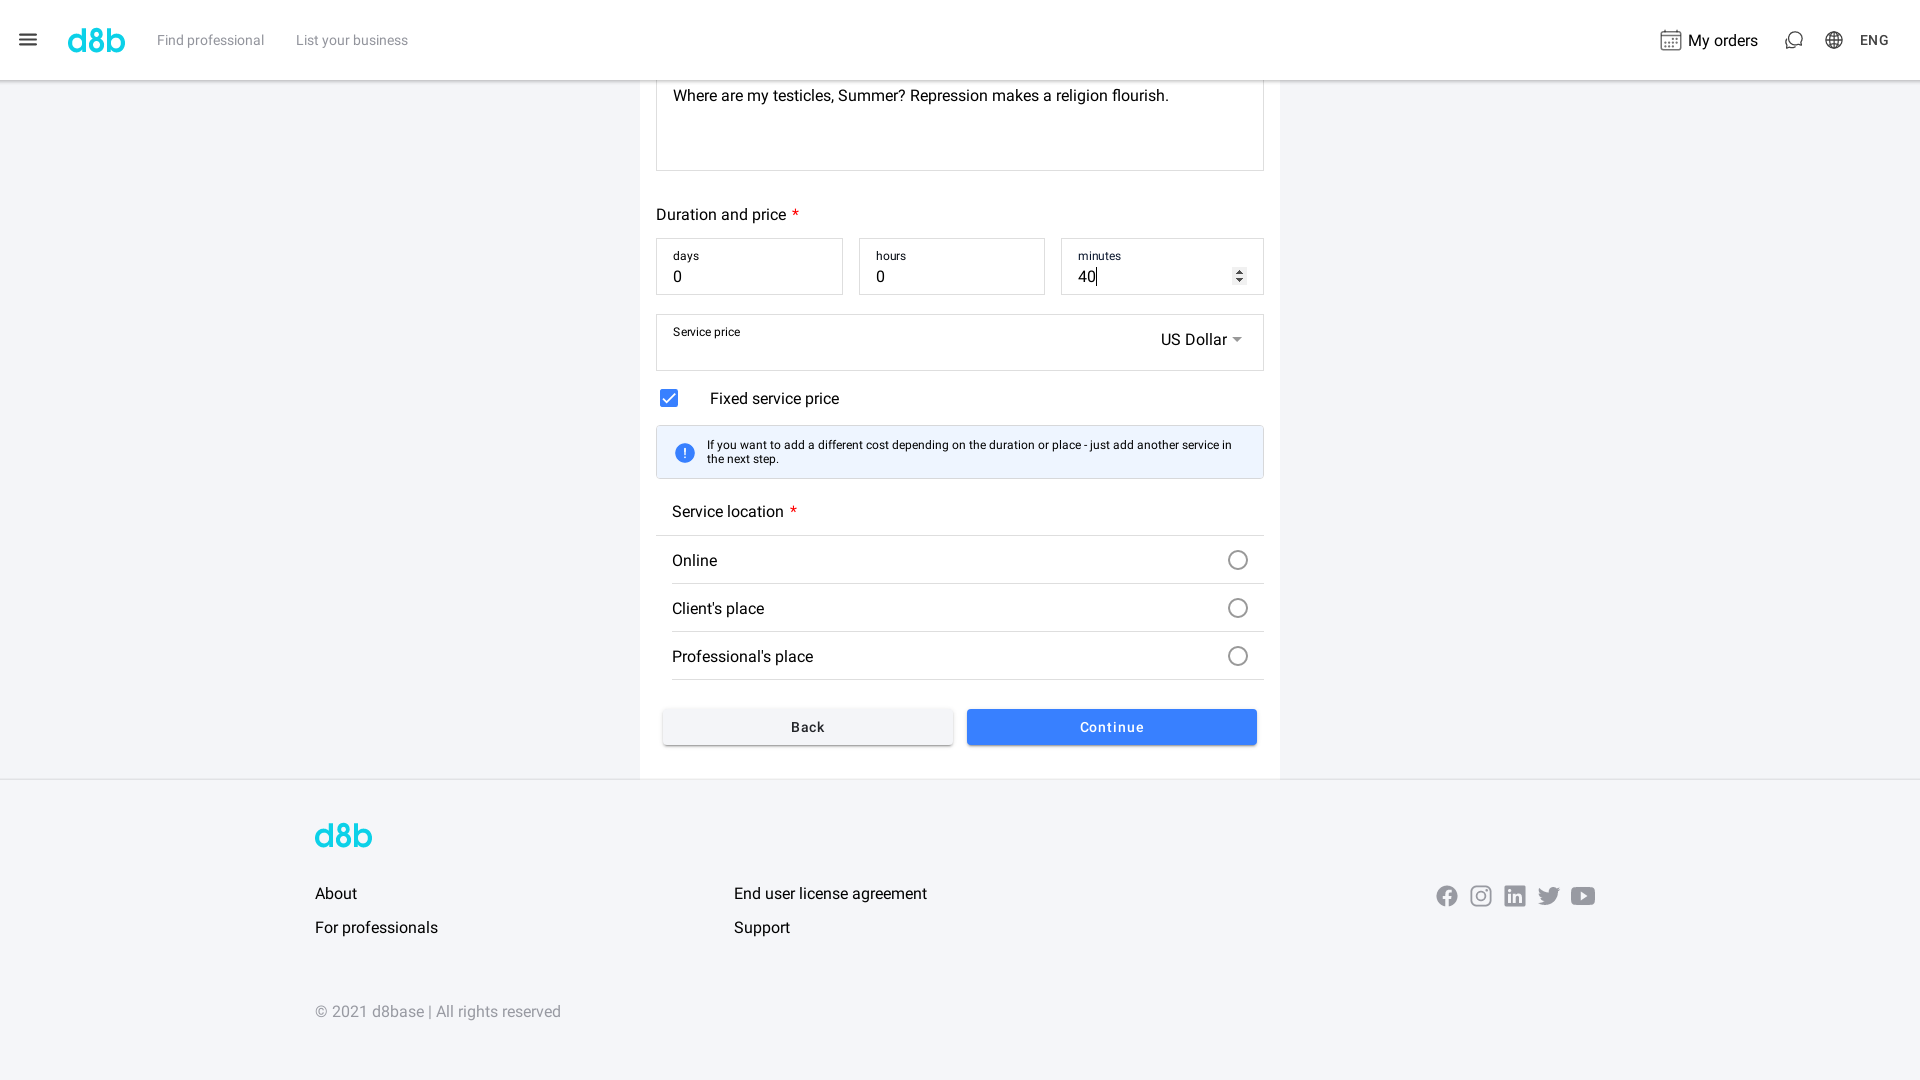 d8b
Find professional
List your business
My orders
ENG
Where are my testicles, Summer? Repression makes a religion flourish.
Duration and price *
days
0
hours
0
minutes
40
Service price
US Dollar
Fixed service price
If you want to add a different cost depending on the duration or place - just add another service in
the next step.
Service location *
Online
Client's place
Professional's place
Back
Continue
d8b
About
End user license agreement
For professionals
Support
© 2021 d8base | All rights reserved